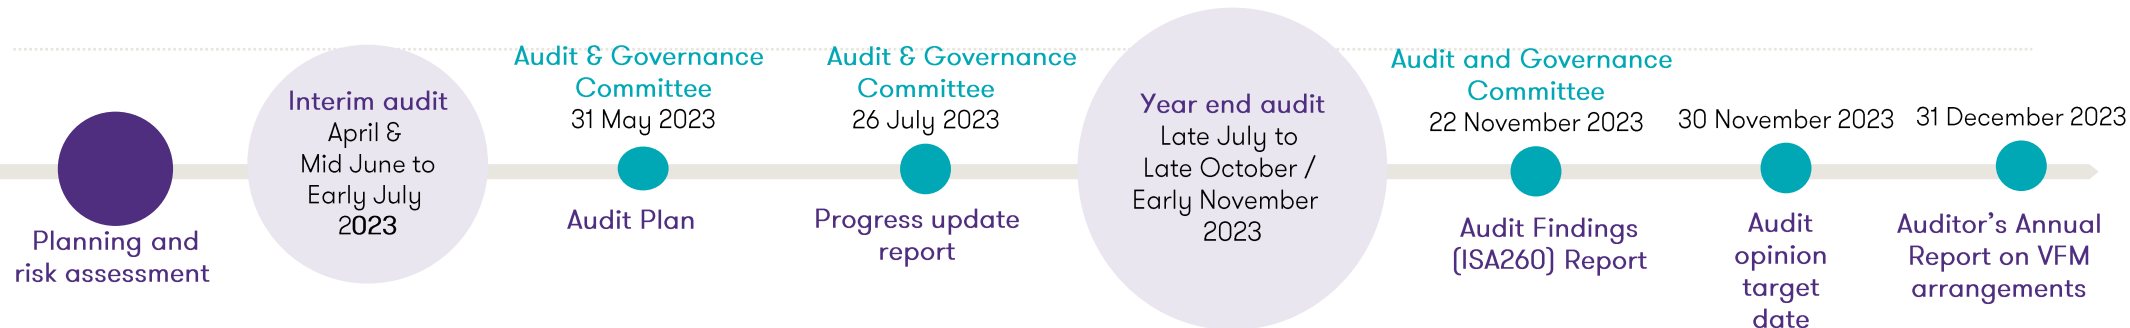 Planning and
risk assessment
Interim audit
April &
Mid June to
Early July
2023
Audit & Governance
Committee
31 May 2023
Audit Plan
Audit & Governance
Committee
26 July 2023
Progress update
report
Year end audit
Late July to
Late October /
Early November
2023
Audit and Governance
Committee
22 November 2023
Audit Findings
(ISA260) Report
30 November 2023
Audit
opinion
target
date
31 December 2023
Auditor’s Annual
Report on VFM
arrangements